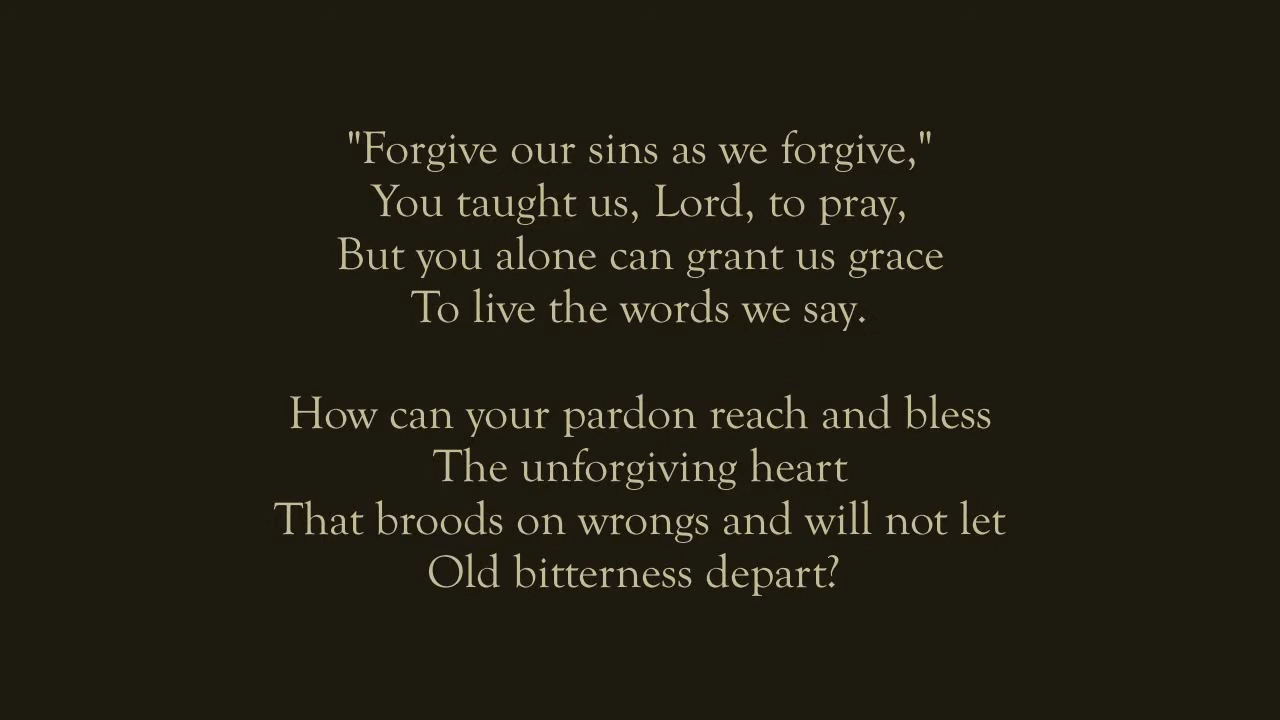 "Forgive our sins as we forgive,"
You taught us, Lord, to pray,
But you alone can grant us grace
To live the words we say.
How can your pardon reach and bless
The unforgiving heart
That broods on wrongs and will not let
Old bitterness depart?